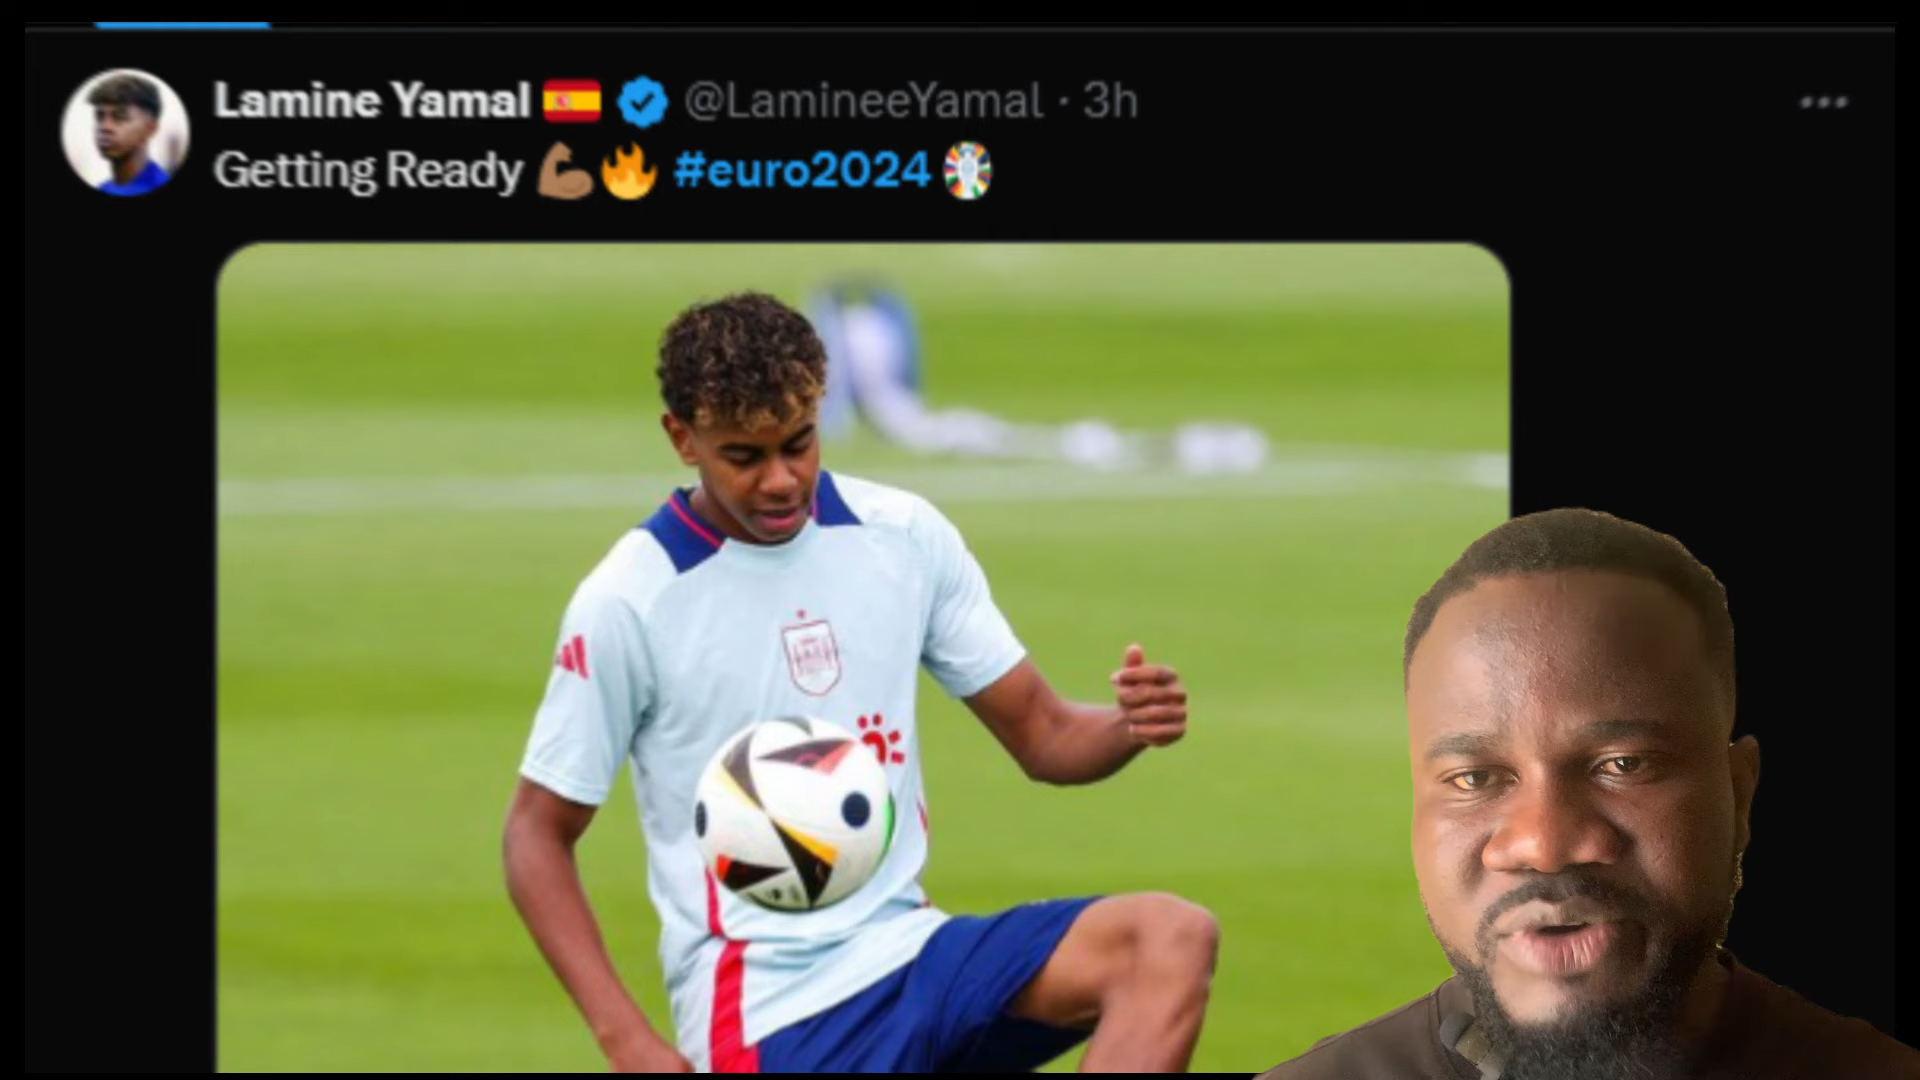 Lamine Yamal 🇪🇸 @LamineeYamal · 3h
Getting Ready 💪🏽🔥 #euro2024